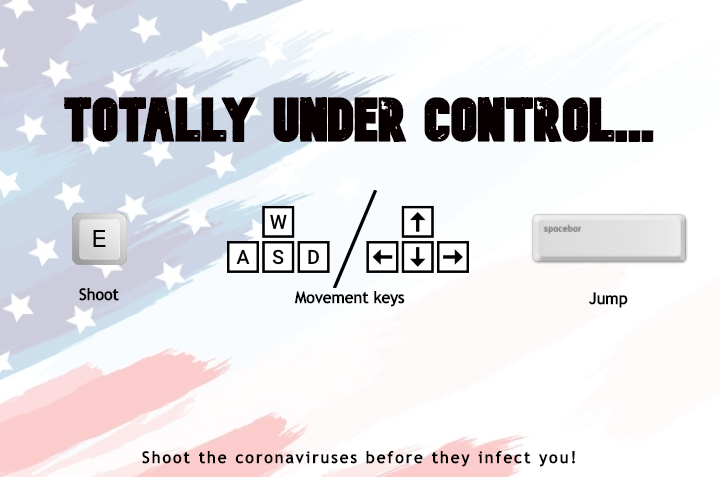 TOTALLY UNDER CONTROL...
E
W
A S D
spacebar
Shoot
Movement keys
Jump
Shoot the coronaviruses before they infect you!